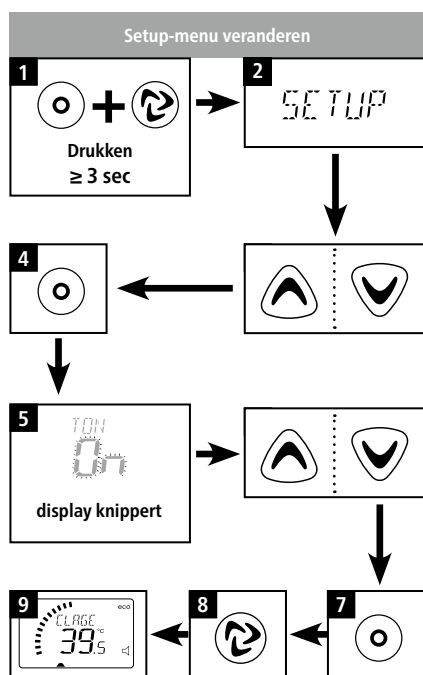 Setup-menu veranderen
1
2
SETUP
Drukken
≥ 3 sec
4
5
TON
On
display knippert
9
8
7
eco
CLAGE
39.5 °C